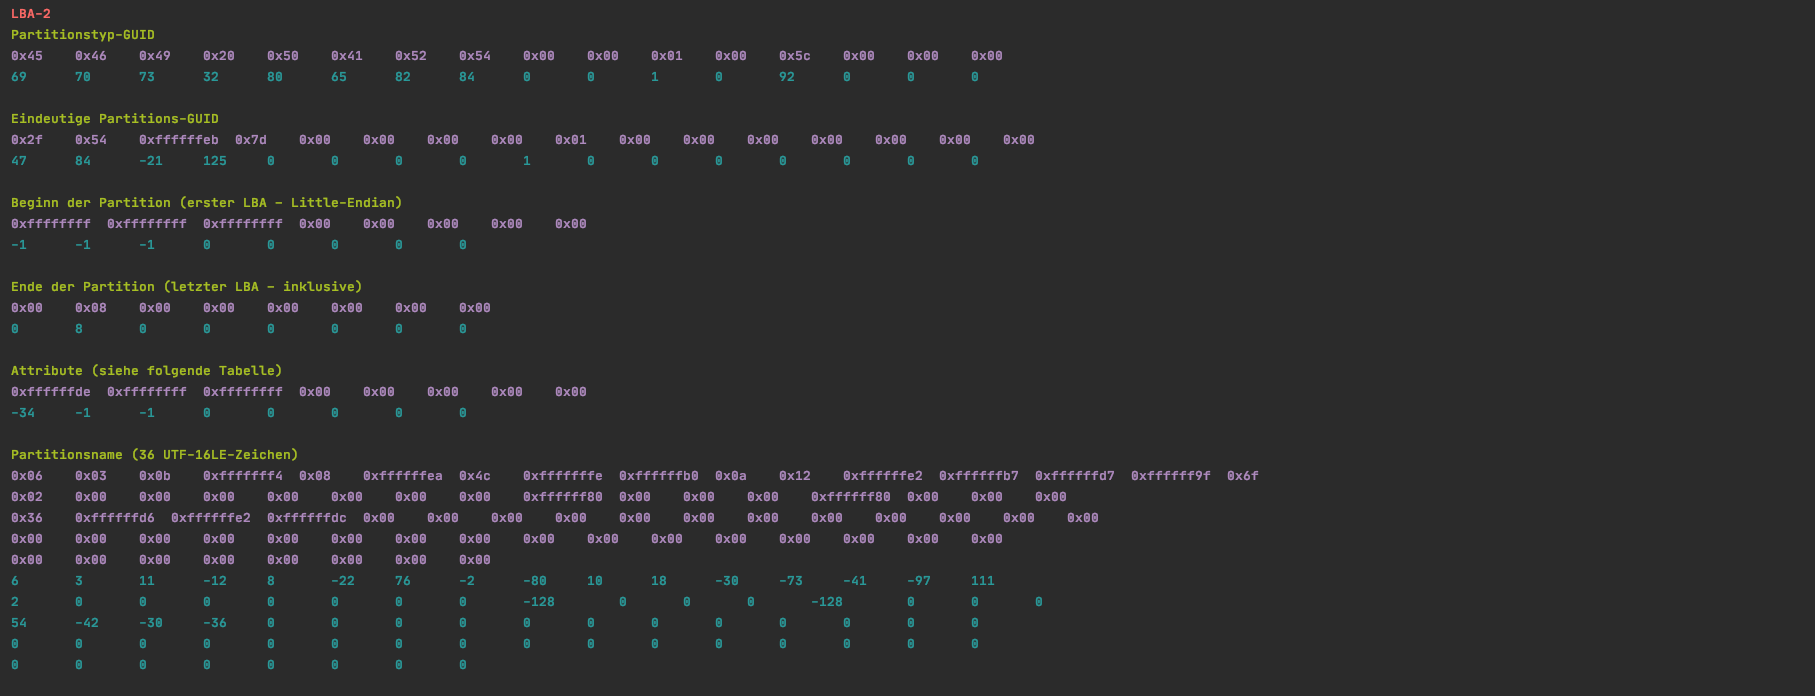 LBA-2
Partitionstyp-GUID
0x45 0x46 0x49 0x20 0x50 0x41 0x52 0x54 0x00 0x00 0x01 0x00 0x5c 0x00 0x00 0x00
69 70 73 32 80 65 82 84 0 0 1 0 92 0 0 0
Eindeutige Partitions-GUID
0x2f 0x54 0xffffffeb 0x7d 0x00 0x00 0x00 0x00 0x01 0x00 0x00 0x00 0x00 0x00 0x00 0x00
47 84 -21 125 0 0 0 0 1 0 0 0 0 0 0 0
Beginn der Partition (erster LBA - Little-Endian)
0xffffffff 0xffffffff 0xffffffff 0x00 0x00 0x00 0x00 0x00
-1 -1 -1 0 0 0 0 0
Ende der Partition (letzter LBA - inklusive)
0x00 0x08 0x00 0x00 0x00 0x00 0x00 0x00
0 8 0 0 0 0 0 0
Attribute (siehe folgende Tabelle)
0xffffffde 0xffffffff 0xffffffff 0x00 0x00 0x00 0x00 0x00
-34 -1 -1 0 0 0 0 0
Partitionsname (36 UTF-16LE-Zeichen)
0x06 0x03 0x0b 0xfffffff4 0x08 0xffffffea 0x4c 0xfffffffe 0xffffffb0 0x0a 0x12 0xffffffe2 0xffffffb7 0xffffffd7 0xffffff9f 0x6f
0x02 0x00 0x00 0x00 0x00 0x00 0x00 0x00 0xffffff80 0x00 0x00 0x00 0xffffff80 0x00 0x00 0x00
0x36 0xffffffd6 0xffffffe2 0xffffffdc 0x00 0x00 0x00 0x00 0x00 0x00 0x00 0x00 0x00 0x00 0x00 0x00
0x00 0x00 0x00 0x00 0x00 0x00 0x00 0x00 0x00 0x00 0x00 0x00 0x00 0x00 0x00 0x00
0x00 0x00 0x00 0x00 0x00 0x00 0x00 0x00
6 3 11 -12 8 -22 76 -2 -80 10 18 -30 -73 -41 -97 111
2 0 0 0 0 0 0 0 -128 0 0 0 -128 0 0 0
54 -42 -30 -36 0 0 0 0 0 0 0 0 0 0 0 0
0 0 0 0 0 0 0 0 0 0 0 0 0 0 0 0
0 0 0 0 0 0 0 0